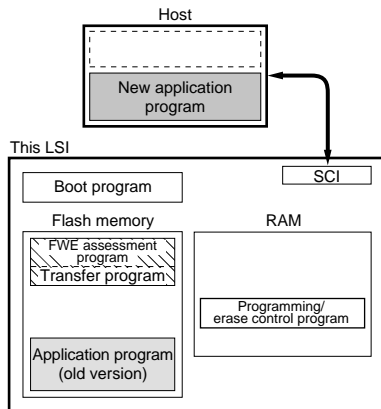 Host
New application
program
This LSI
SCI
Boot program
Flash memory
RAM
FWE assessment
program
Transfer program
Programming/
erase control program
Application program
(old version)